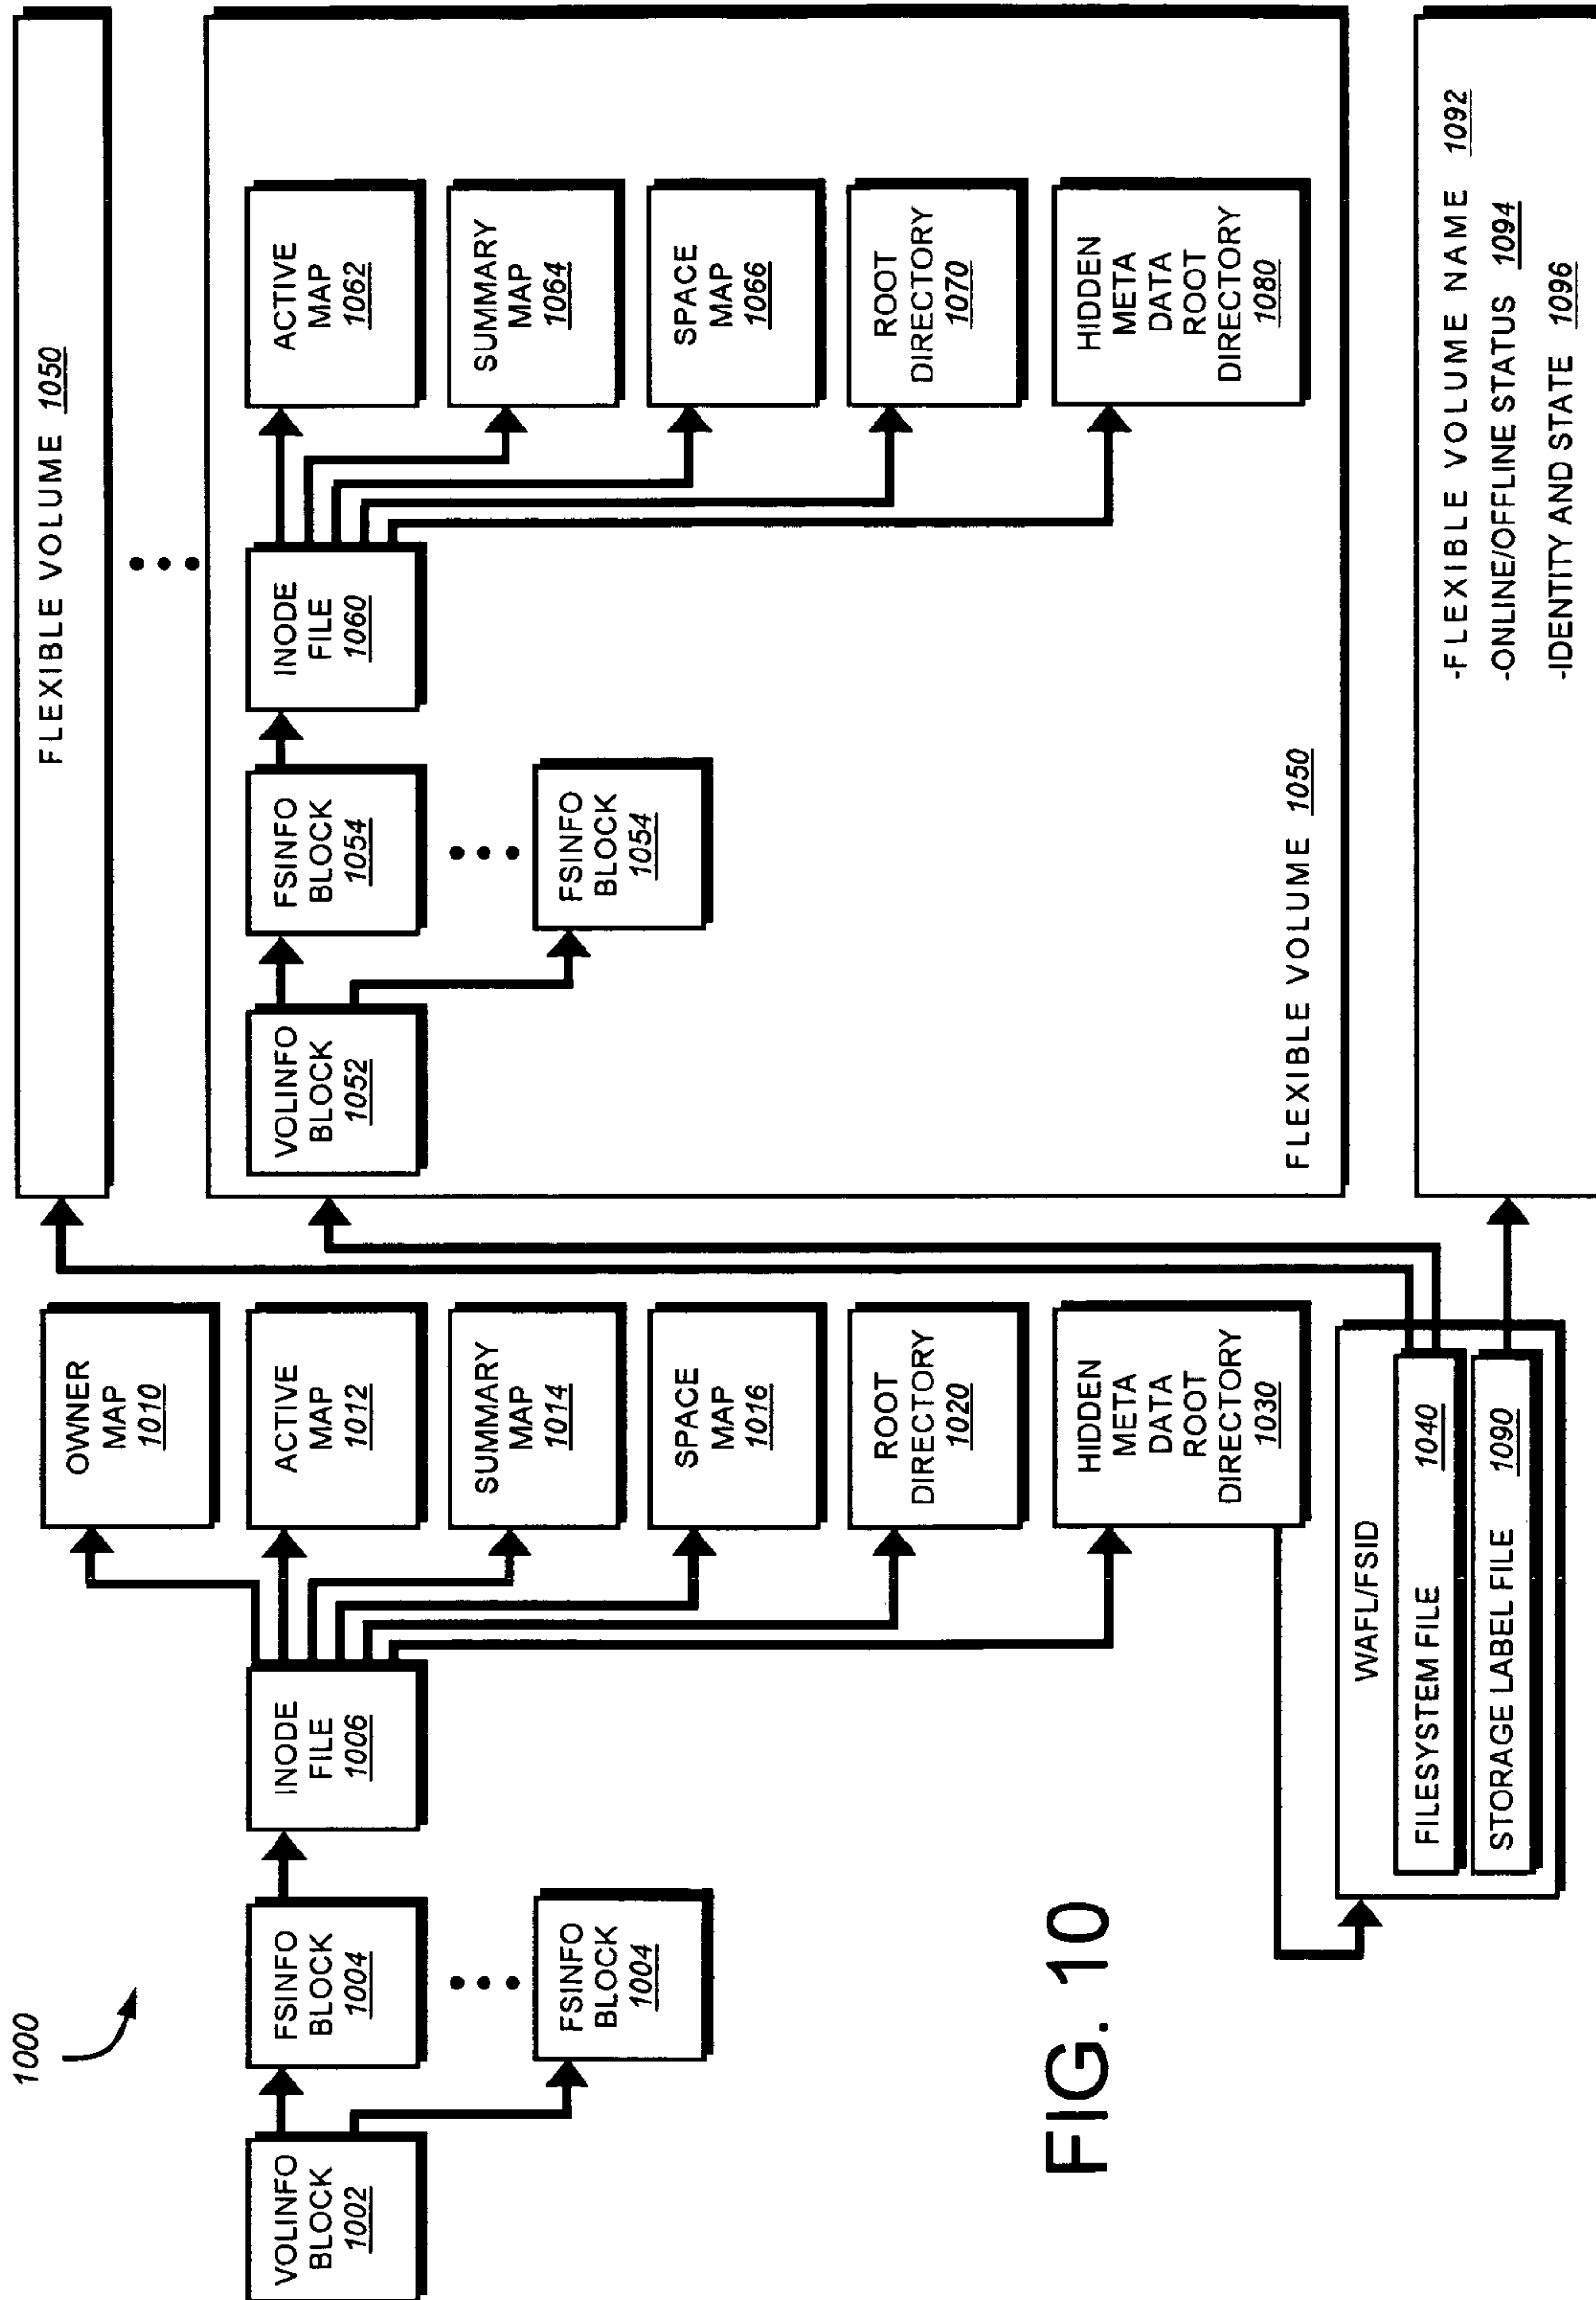 1000
VOLINFO
BLOCK
1002
FSINFO
BLOCK
1004
FSINFO
BLOCK
1004
INODE
FILE
1006
OWNER
MAP
1010
ACTIVE
MAP
1012
SUMMARY
MAP
1014
SPACE
MAP
1016
ROOT
DIRECTORY
1020
HIDDEN
META
DATA
ROOT
DIRECTORY
1030
WAFL/FSID
FILESYSTEM FILE 1040
STORAGE LABEL FILE 1090
FLEXIBLE VOLUME 1050
VOLINFO
BLOCK
1052
FSINFO
BLOCK
1054
FSINFO
BLOCK
1054
INODE
FILE
1060
ACTIVE
MAP
1062
SUMMARY
MAP
1064
SPACE
MAP
1066
ROOT
DIRECTORY
1070
HIDDEN
META
DATA
ROOT
DIRECTORY
1080
FLEXIBLE VOLUME 1050
-FLEXIBLE VOLUME NAME 1092
-ONLINE/OFFLINE STATUS 1094
-IDENTITY AND STATE 1096
FIG. 10